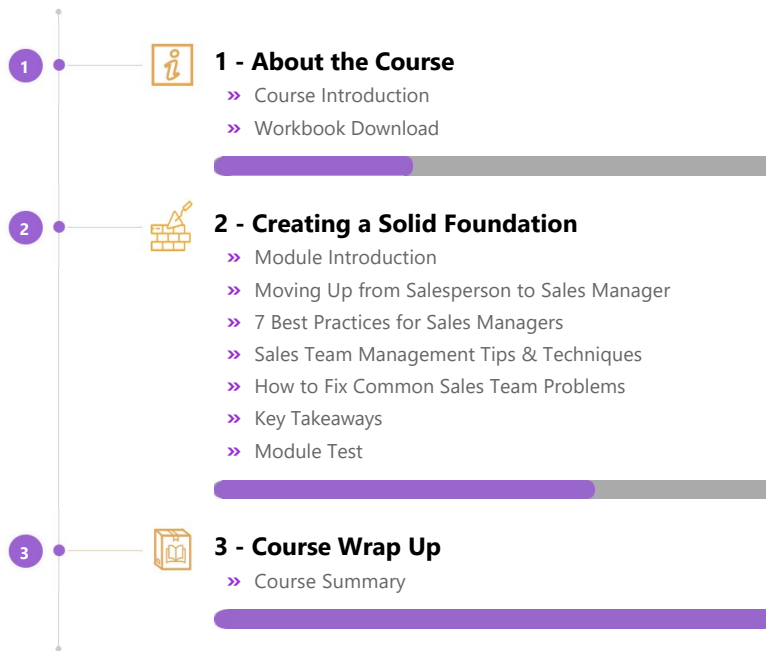 1
1 - About the Course
» Course Introduction
» Workbook Download
2
2 - Creating a Solid Foundation
» Module Introduction
» Moving Up from Salesperson to Sales Manager
» 7 Best Practices for Sales Managers
» Sales Team Management Tips & Techniques
» How to Fix Common Sales Team Problems
» Key Takeaways
» Module Test
3
3 - Course Wrap Up
» Course Summary